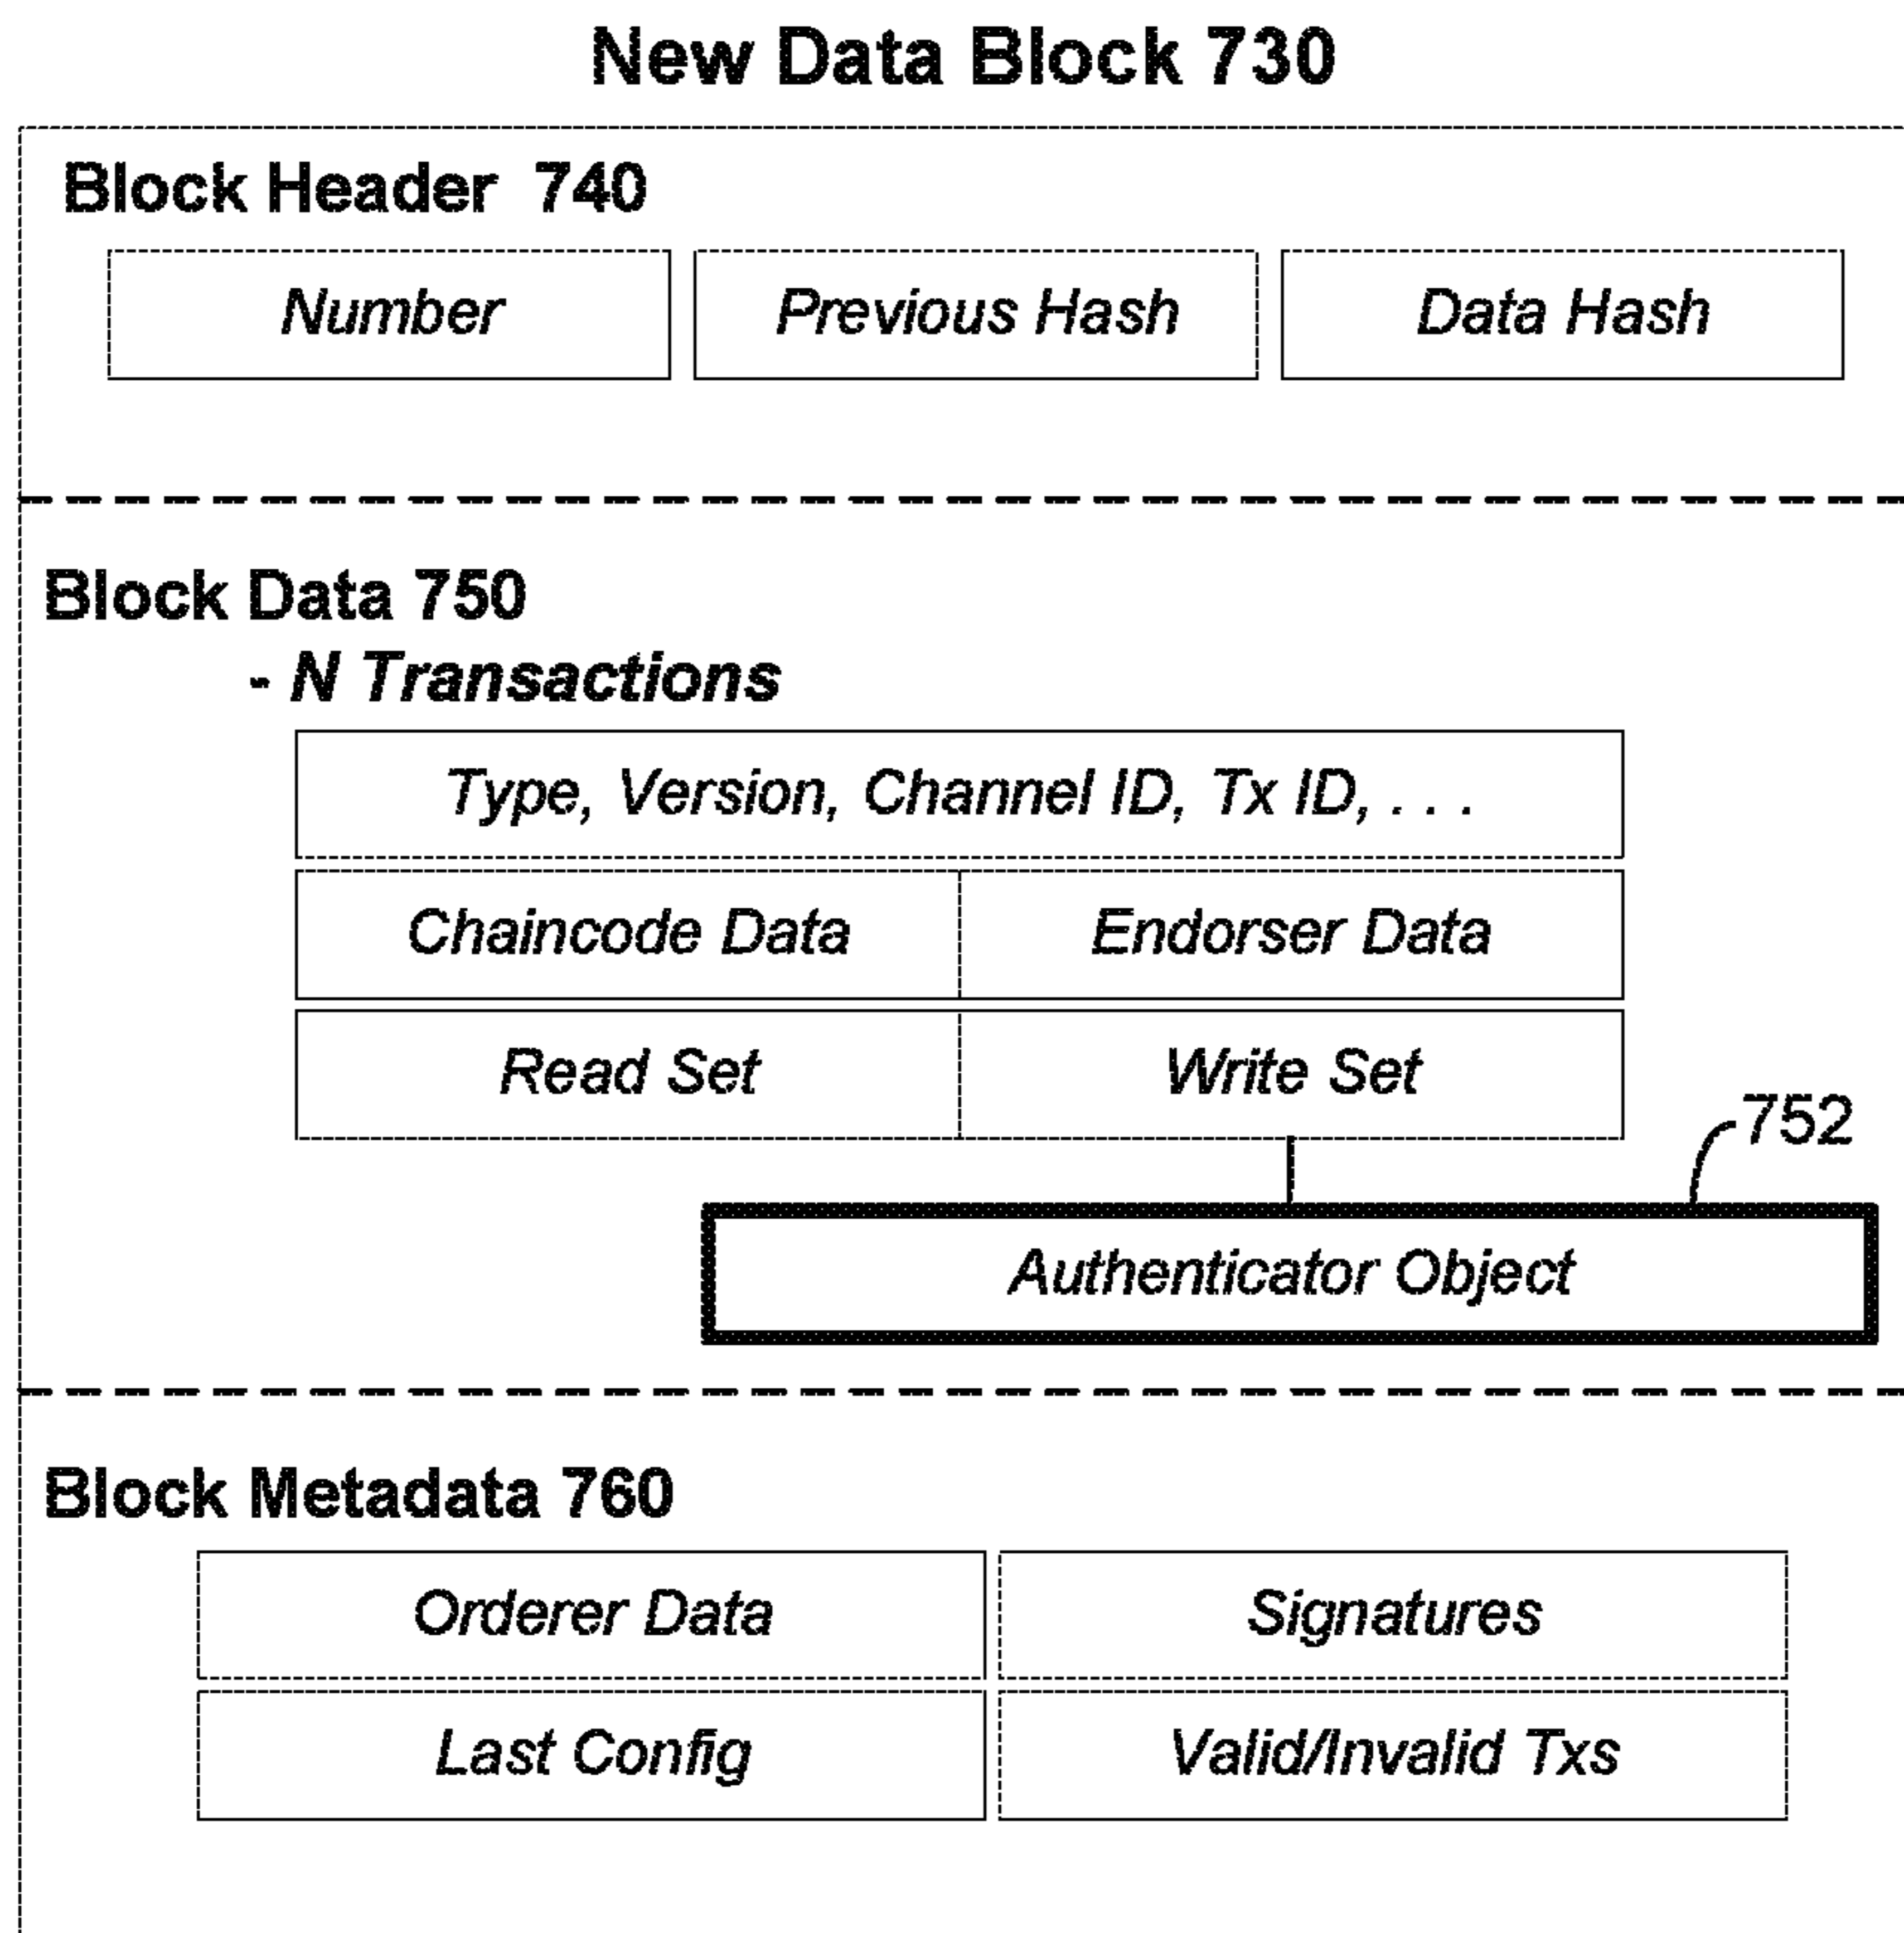 New Data Block 730
Block Header 740
Number
Previous Hash
Data Hash
Block Data 750
- N Transactions
Type, Version, Channel ID, Tx ID, . . .
Chaincode Data
Endorser Data
Read Set
Write Set
752
Authenticator Object
Block Metadata 760
Orderer Data
Signatures
Last Config
Valid/Invalid Txs